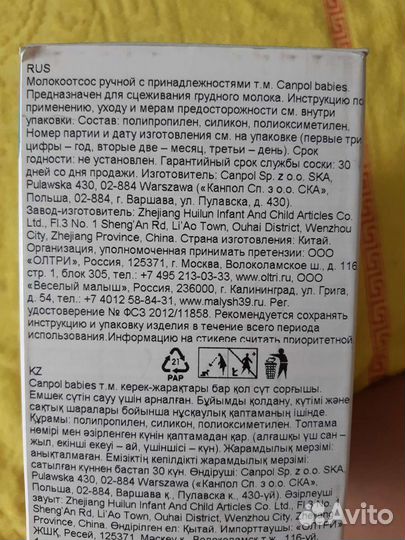 RUS
Молокоотсос ручной с принадлежностями т.м. Canpol babies.
Предназначен для сцеживания грудного молока. Инструкцию по
применению, уходу и мерам предосторожности см. внутри
упаковки. Состав: полипропилен, силикон, полиоксиметилен.
Номер партии и дату изготовления см. на упаковке (первые три
цифры – год, вторые две – месяц, третьи – день). Срок
годности: не установлен. Гарантийный срок службы соски: 30
дней со дня продажи. Изготовитель: Canpol Sp. z o.o. SKA,
Pulawska 430, 02-884 Warszawa («Канпол Сп. з о.о. СКА»,
Польша, 02-884, г. Варшава, ул. Пулавска, д. 430).
Завод-изготовитель: Zhejiang Huilun Infant And Child Articles Co.
Ltd., Fl.3 No. 1 Sheng’An Rd, Li’Ao Town, Ouhai District, Wenzhou
City, Zhejiang Province, China. Страна изготовления: Китай.
Организация, уполномоченная принимать претензии: ООО
«ОЛТРИ», Россия, 125371, г. Москва, Волоколамское ш., д. 116
стр. 1, блок 305, тел.: +7 495 213-03-33, www.oltri.ru, ООО
«Веселый малыш», Россия, 236000, г. Калининград, ул. Грига,
д. 54, тел.: +7 4012 58-84-31, www.malysh39.ru. Рег.
удостоверение № ФСЗ 2012/11858. Рекомендуется сохранять
инструкцию и упаковку изделия в течение всего периода
использования.Информацию на стикере считать приоритетной
21
PAP
KZ
Canpol babies т.м. керек-жарақтары бар қол сүт сорғышы.
Емшек сүтін сауу үшін арналған. Бұйымды қолдану, күтімі және
сақтық шаралары бойынша нұсқаулық қаптаманың ішінде.
Құрамы: полипропилен, силикон, полиоксиметилен. Топтама
нөмірі мен әзірленген күнін қаптамадан қар. (алғашқы үш сан –
жыл, екінші екеуі – ай, үшіншісі – күн). Жарамдылық мерзімі:
анықталмаған. Емізіктің кепілдікті жарамдылық мерзімі:
сатылған күннен бастап 30 күн. Өндіруші: Canpol Sp. z o.o. SKA,
Pulawska 430, 02-884 Warszawa («Канпол Сп. з о.о. СКА»,
Польша, 02-884, Варшава қ., Пулавска к., 430-үй). Әзірлеуші
зауыт: Zhejiang Huilun Infant And Child Articles Co. Ltd., Fl.3 No. 1
Sheng’An Rd, Li’Ao Town, Ouhai District, Wenzhou City, Zhejiang
Province, China. Өндірілген ел: Қытай. Импорттаушы: «ОЛТРИ»
ЖШҚ, Ресей, 125371, Мәскеу
Avito